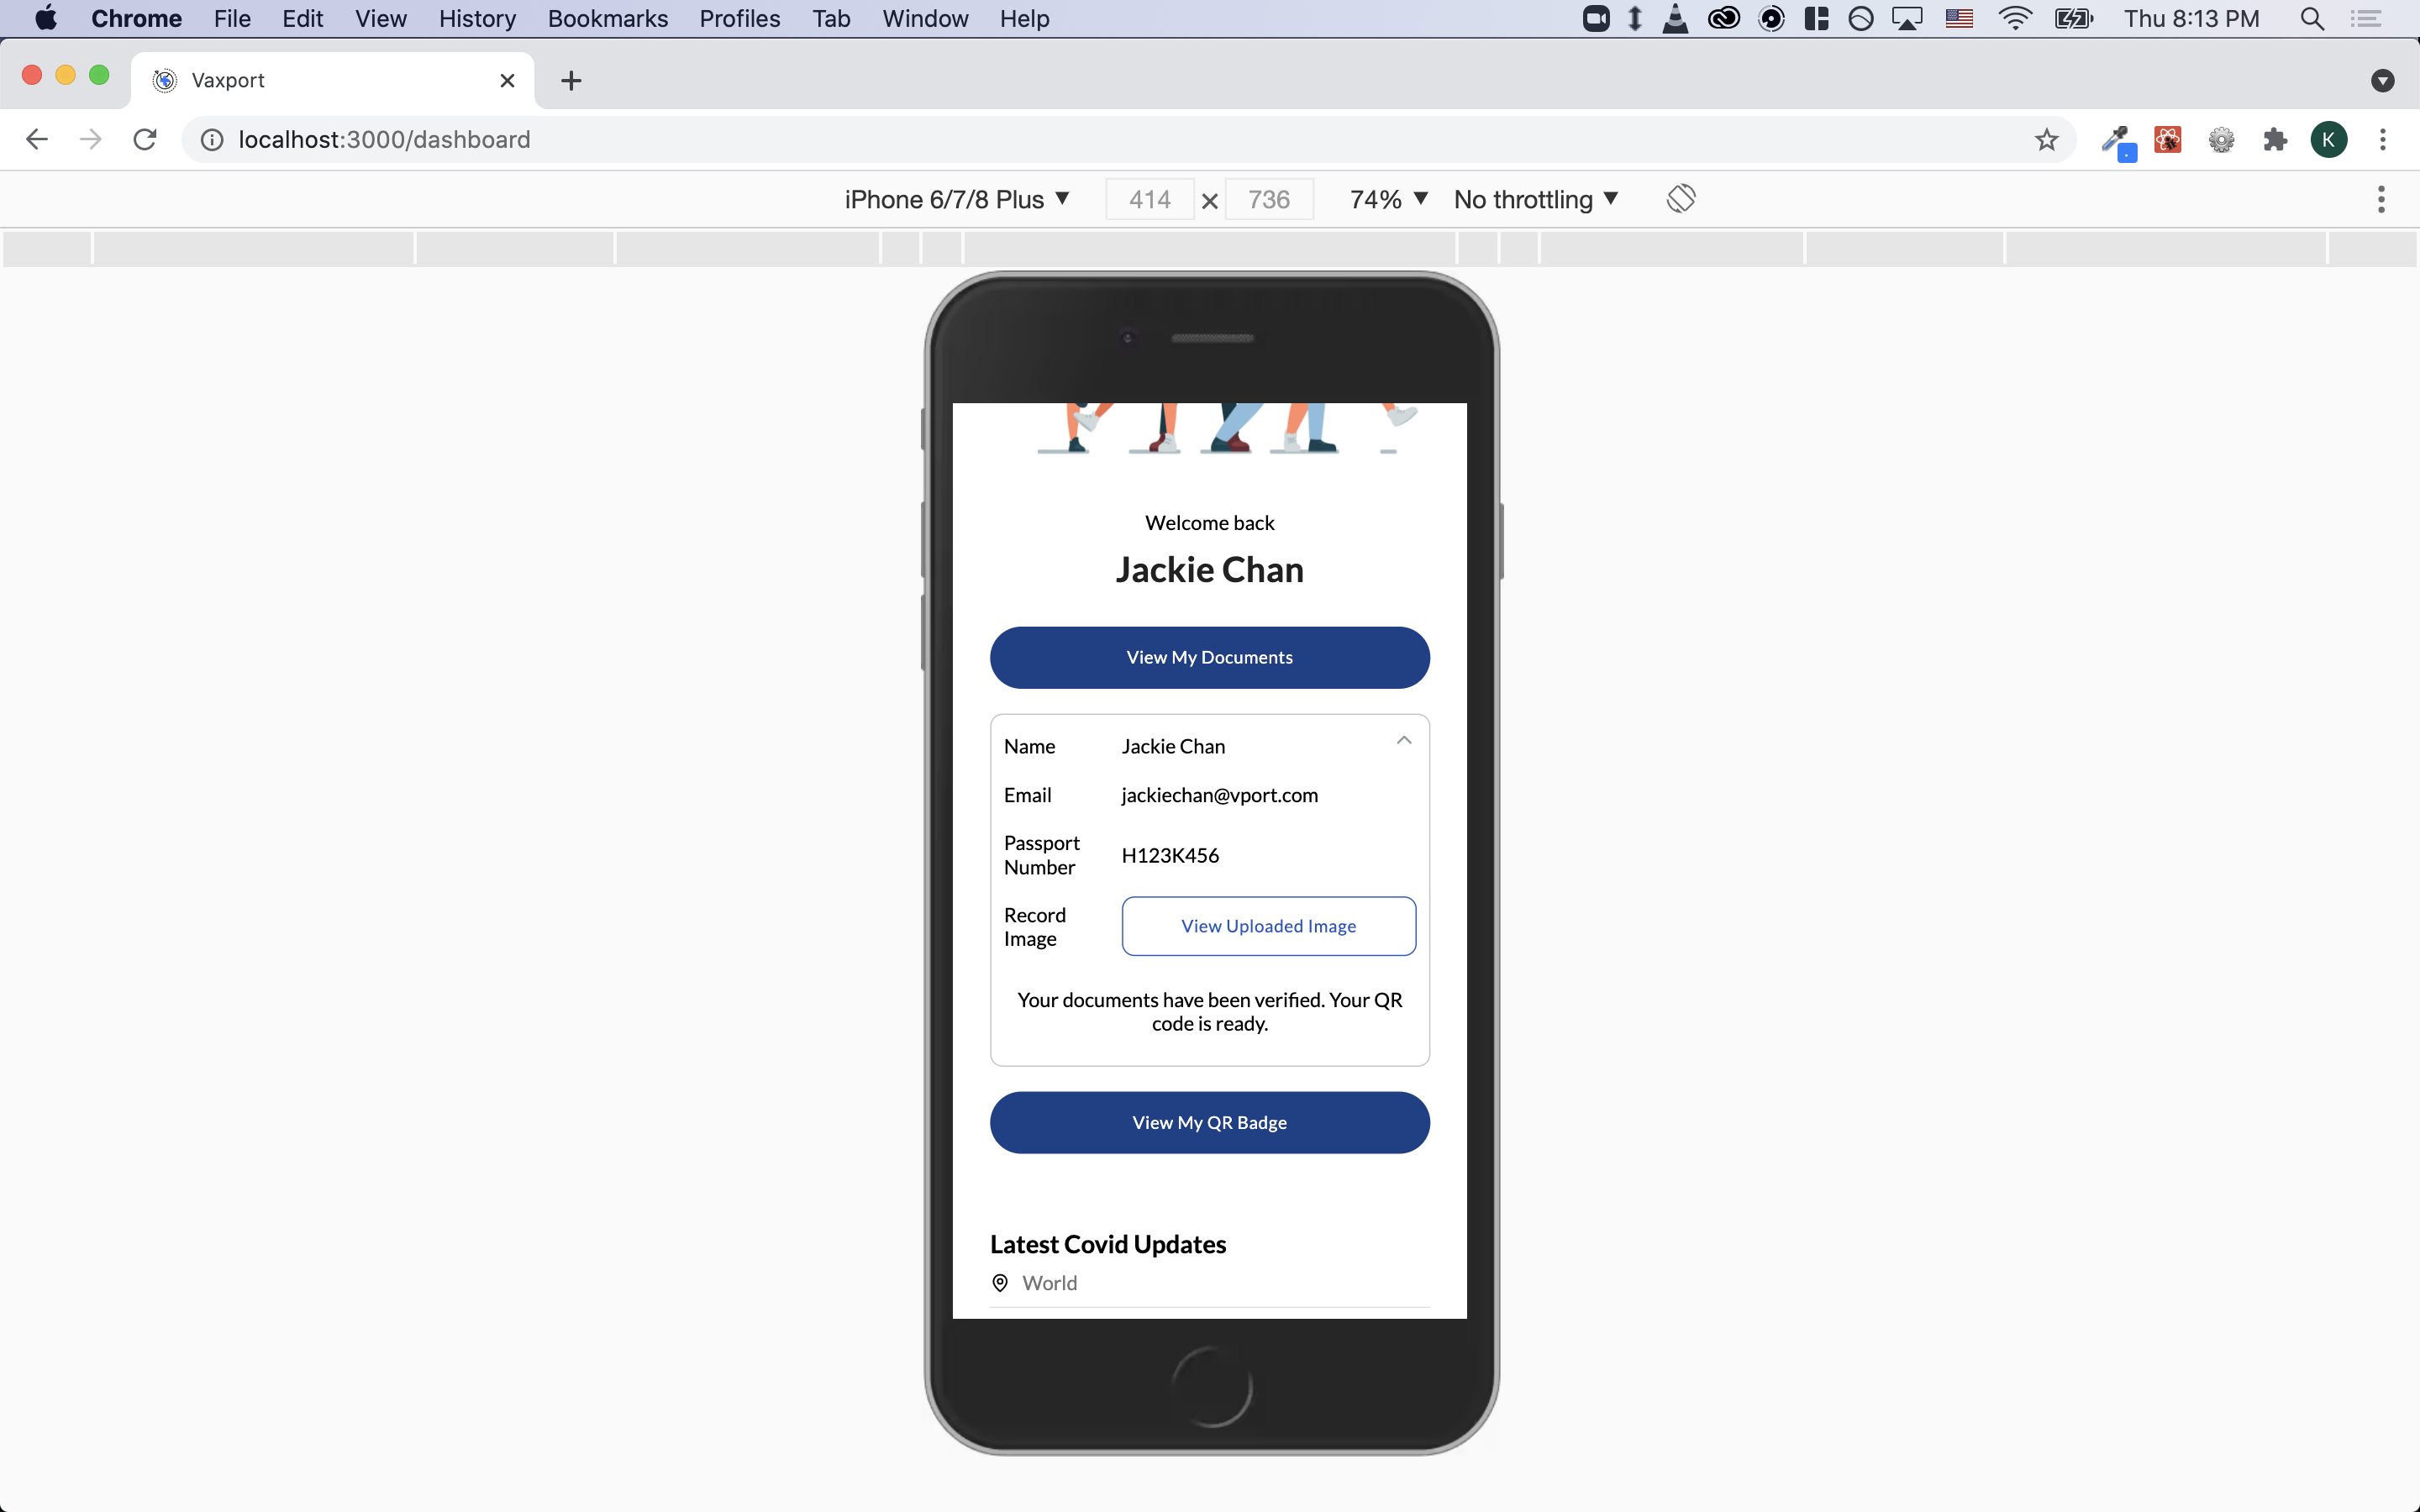 Chrome File Edit View History Bookmarks Profiles Tab Window Help Thu 8:13 PM
Vaxport
localhost:3000/dashboard K
iPhone 6/7/8 Plus ▼ 414 × 736 74% ▼ No throttling ▼
Welcome back
Jackie Chan
View My Documents
Name Jackie Chan
Email jackiechan@vport.com
Passport
Number H123K456
Record
Image View Uploaded Image
Your documents have been verified. Your QR
code is ready.
View My QR Badge
Latest Covid Updates
World